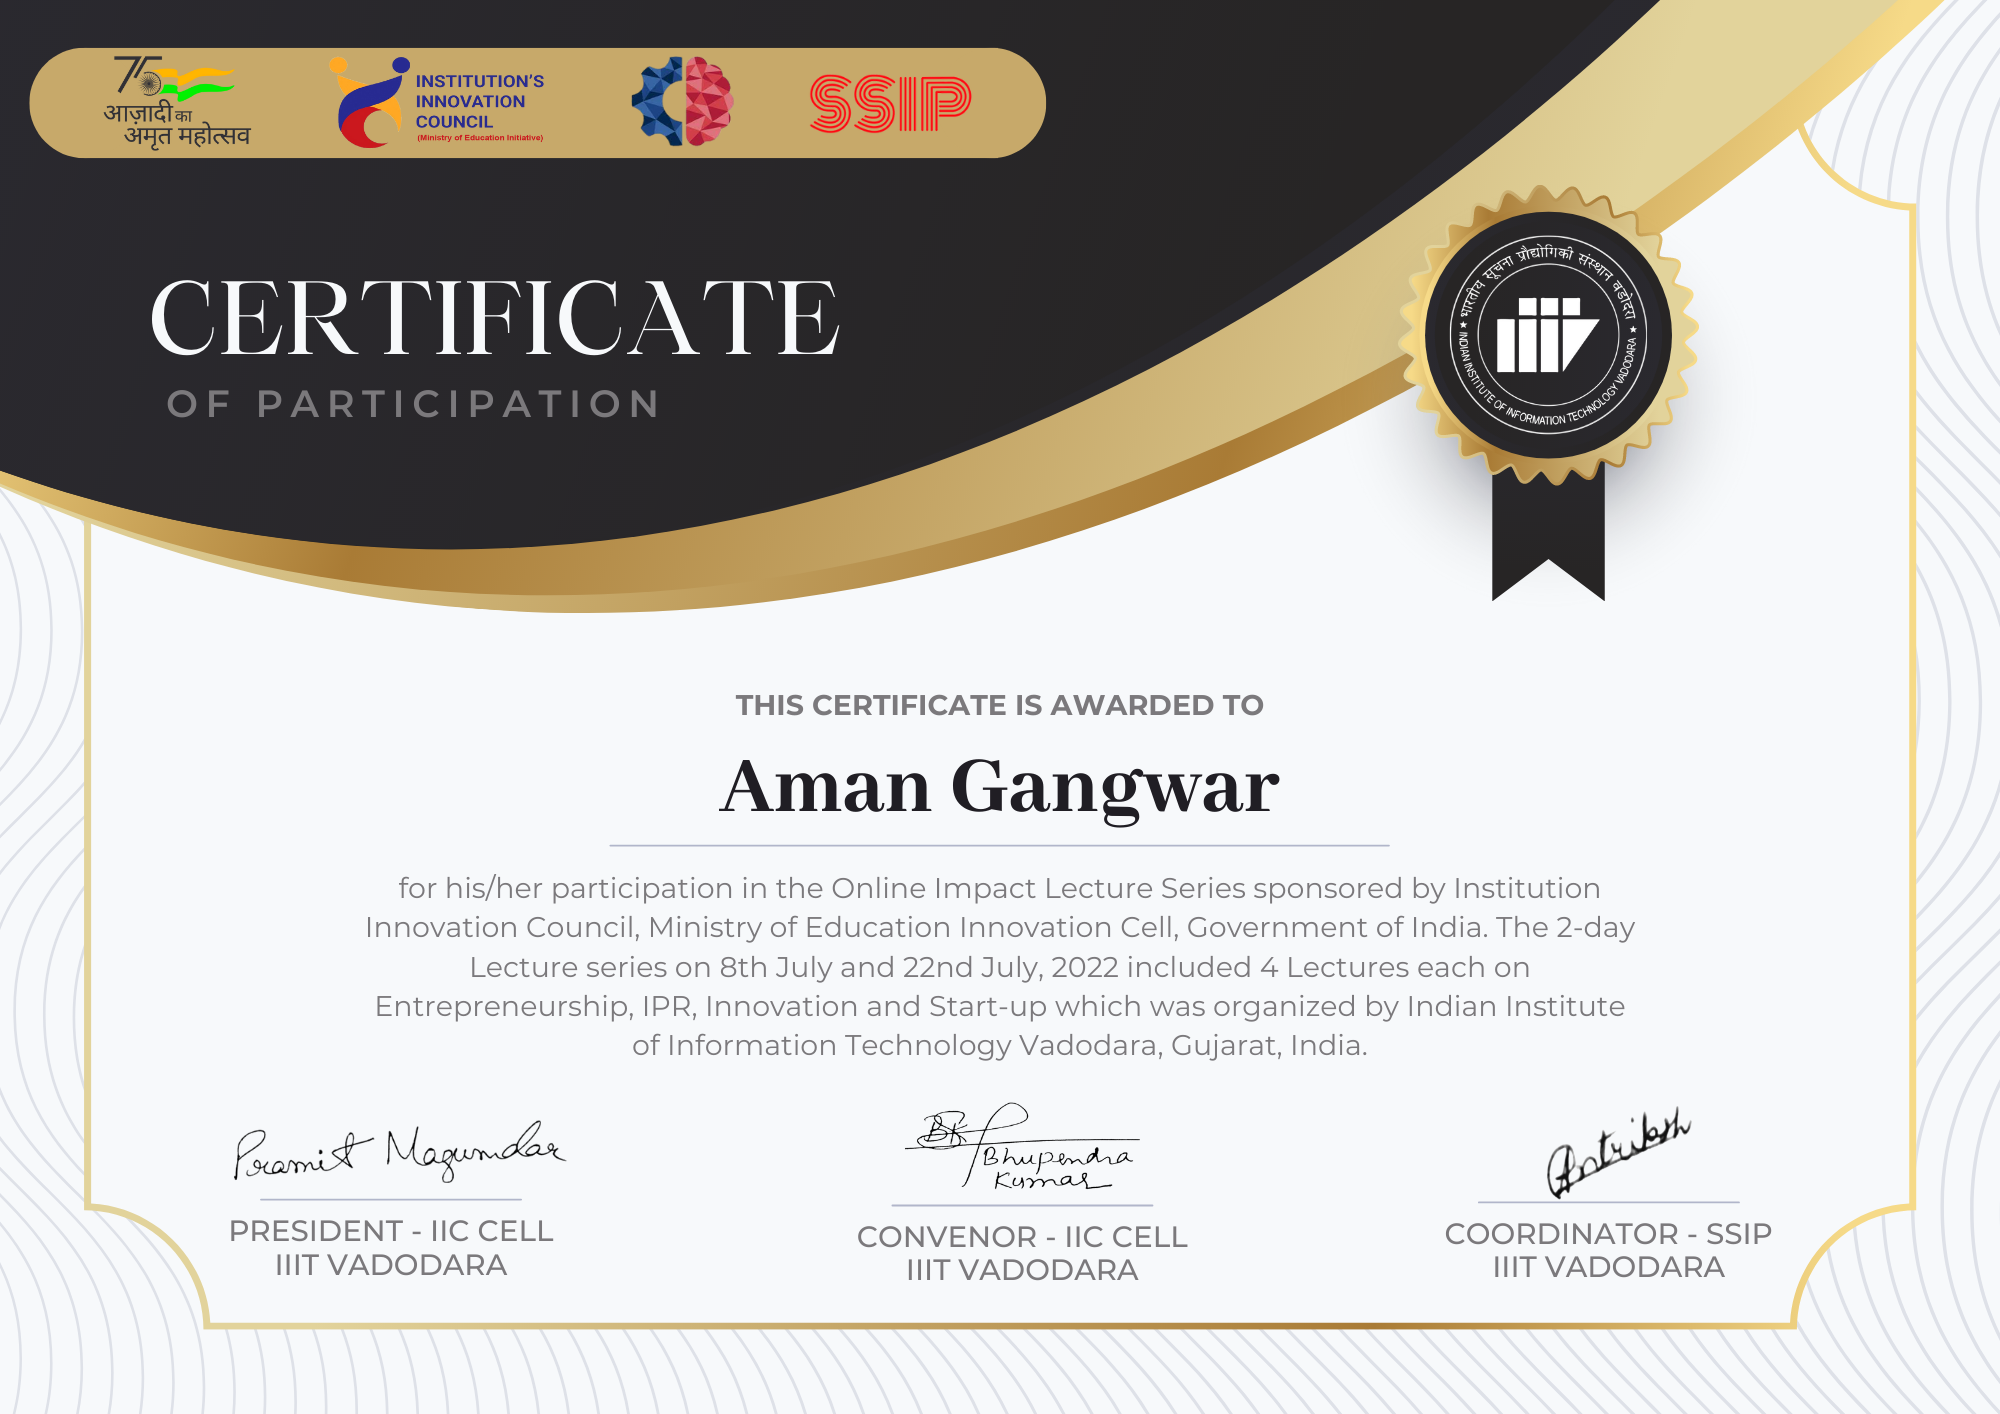 75
आज़ादी का
अमृत महोत्सव
INSTITUTION'S
INNOVATION
COUNCIL
(Ministry of Education Initiative)
SSIP
CERTIFICATE
OF PARTICIPATION
भारतीय सूचना प्रौद्योगिकी संस्थान वडोदरा
INDIAN INSTITUTE OF INFORMATION TECHNOLOGY VADODARA
THIS CERTIFICATE IS AWARDED TO
Aman Gangwar
for his/her participation in the Online Impact Lecture Series sponsored by Institution
Innovation Council, Ministry of Education Innovation Cell, Government of India. The 2-day
Lecture series on 8th July and 22nd July, 2022 included 4 Lectures each on
Entrepreneurship, IPR, Innovation and Start-up which was organized by Indian Institute
of Information Technology Vadodara, Gujarat, India.
Pramit Mazumdar
BK
Bhupendra
Kumar
Antriksh
PRESIDENT - IIC CELL
IIIT VADODARA
CONVENOR - IIC CELL
IIIT VADODARA
COORDINATOR - SSIP
IIIT VADODARA